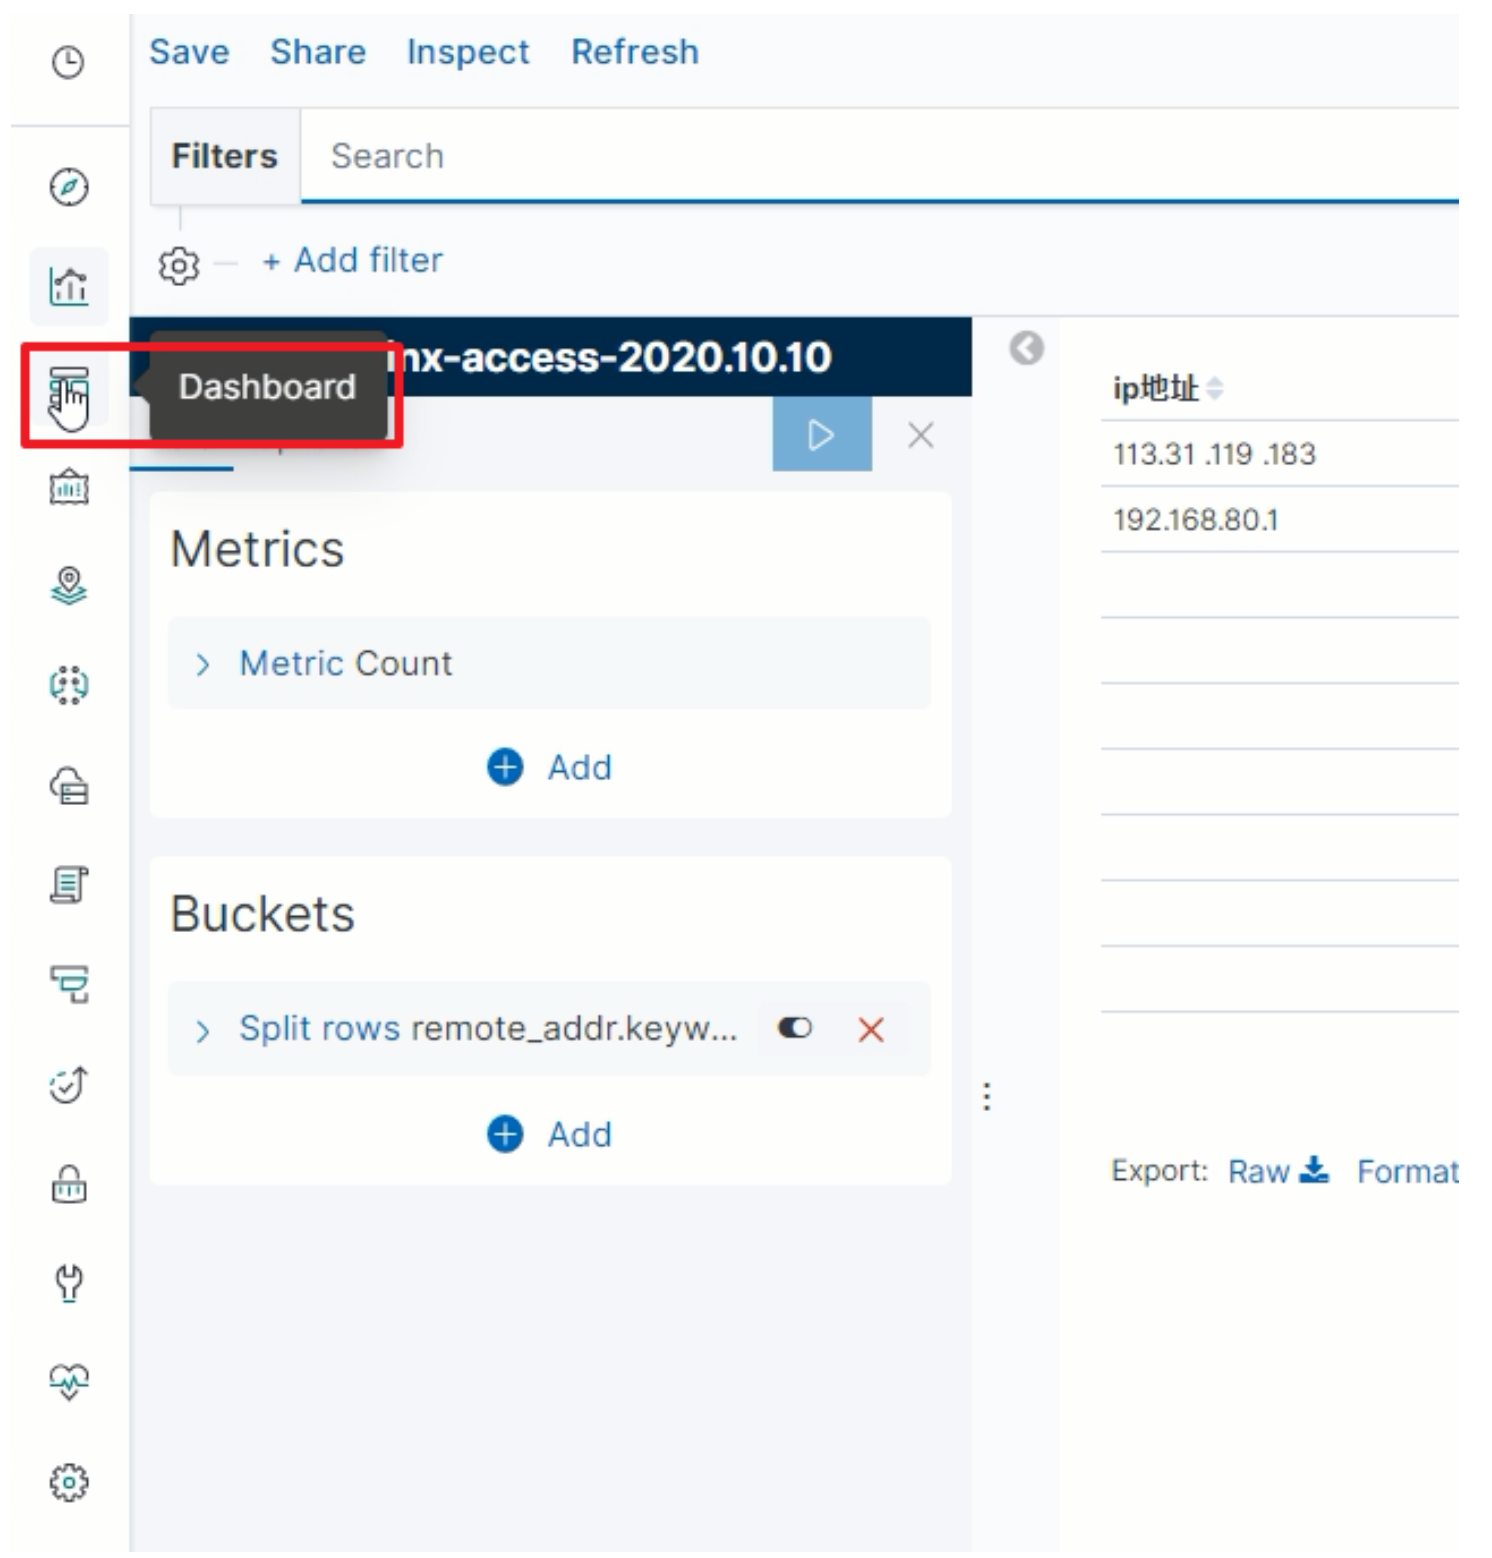 Save Share Inspect Refresh
Filters Search
+ Add filter
nx-access-2020.10.10
Dashboard
Metrics
Metric Count
Add
Buckets
Split rows remote_addr.keyw...
Add
ip地址
113.31 .119 .183
192.168.80.1
Export: Raw Format